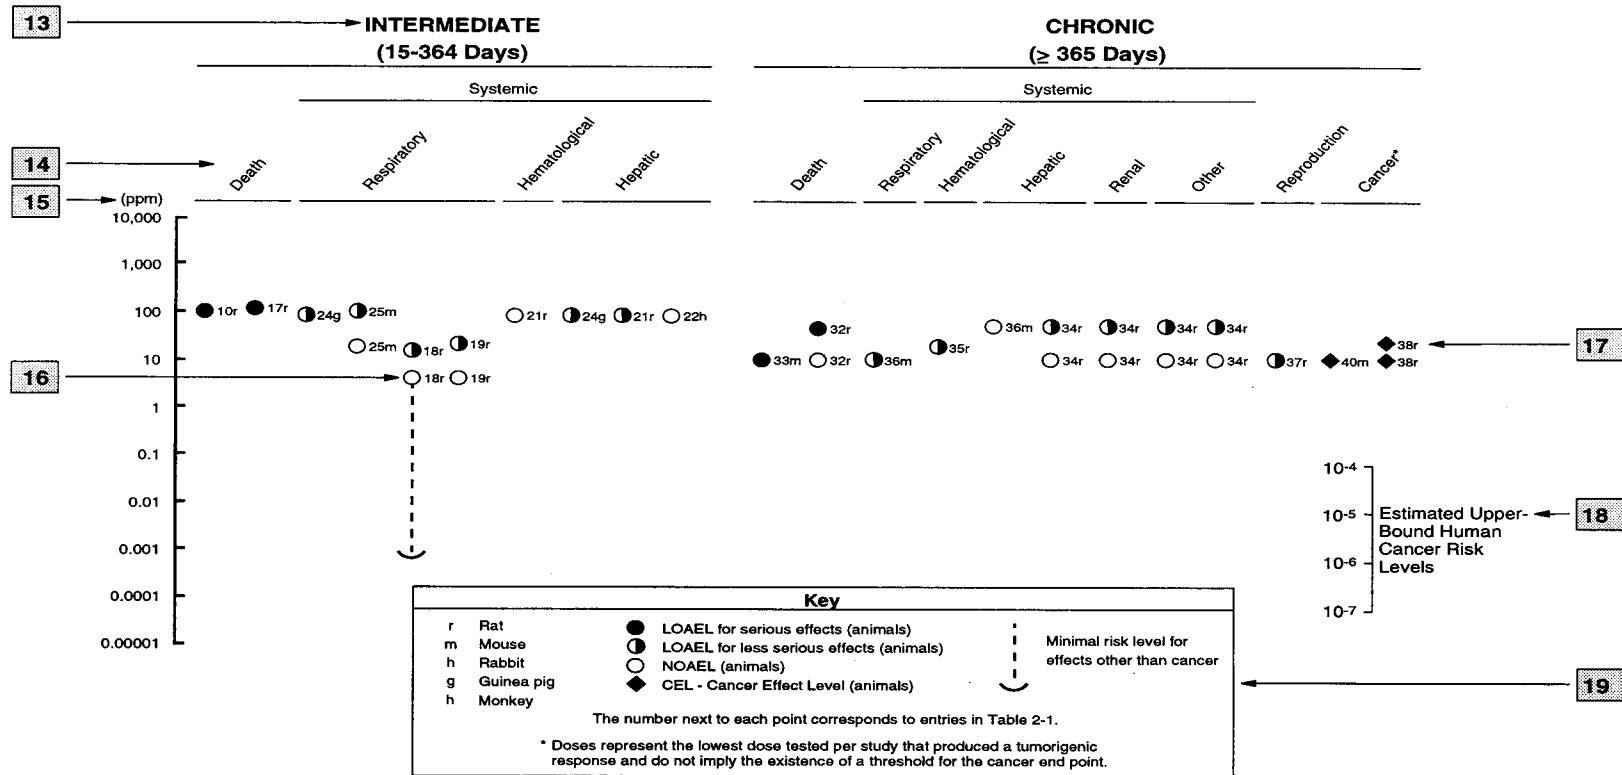 13
INTERMEDIATE
(15-364 Days)
CHRONIC
(≥ 365 Days)
Systemic
Systemic
14
Death
Respiratory
Hematological
Hepatic
Death
Respiratory
Hematological
Hepatic
Renal
Other
Reproduction
Cancer*
15
(ppm)
10,000
1,000
100
10r
17r
24g
25m
21r
24g
21r
22h
32r
36m
34r
34r
34r
34r
25m
18r
19r
35r
38r
17
10
33m
32r
36m
34r
34r
34r
34r
37r
40m
38r
16
18r
19r
1
0.1
0.01
0.001
0.0001
0.00001
10-4
10-5
10-6
10-7
Estimated Upper-
Bound Human
Cancer Risk
Levels
18
Key
r Rat
m Mouse
h Rabbit
g Guinea pig
h Monkey
LOAEL for serious effects (animals)
LOAEL for less serious effects (animals)
NOAEL (animals)
CEL - Cancer Effect Level (animals)
Minimal risk level for
effects other than cancer
19
The number next to each point corresponds to entries in Table 2-1.
* Doses represent the lowest dose tested per study that produced a tumorigenic
response and do not imply the existence of a threshold for the cancer end point.